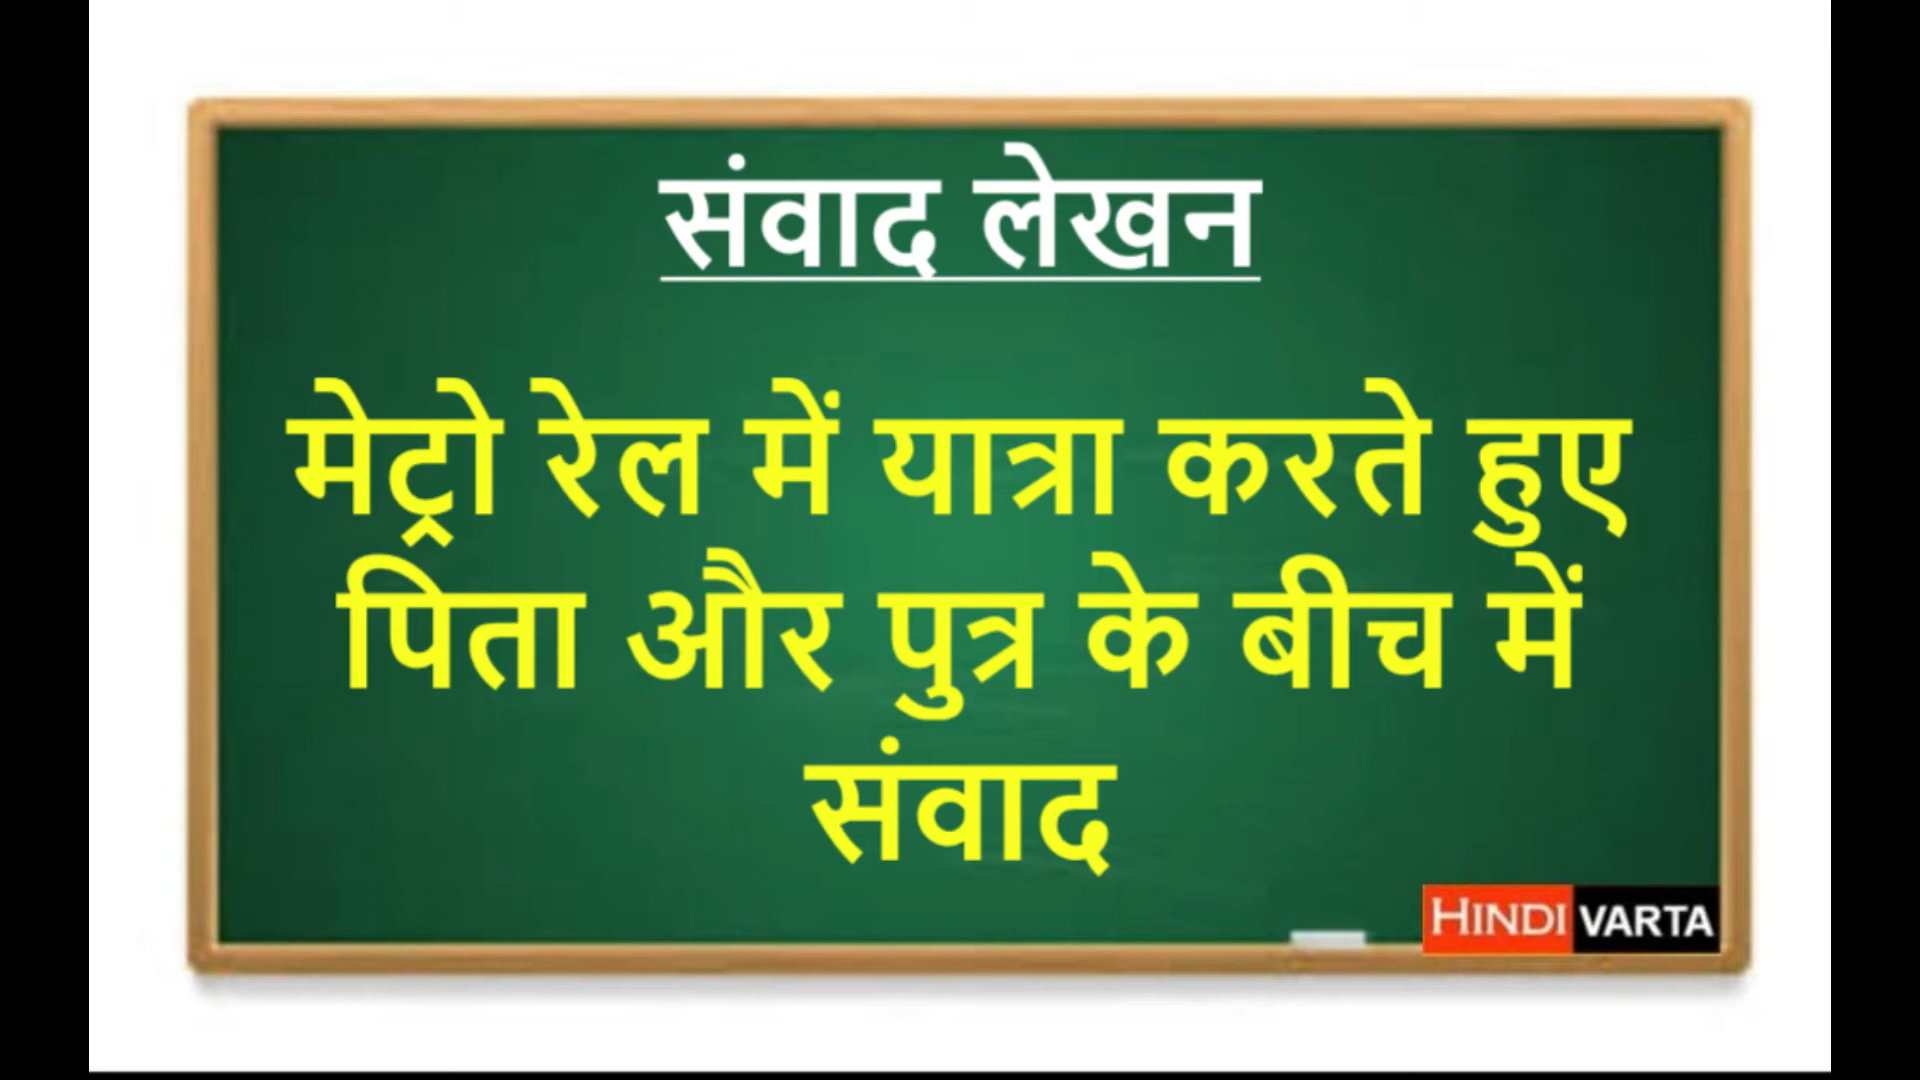 संवाद लेखन
मेट्रो रेल में यात्रा करते हुए
पिता और पुत्र के बीच में
संवाद
HINDI VARTA